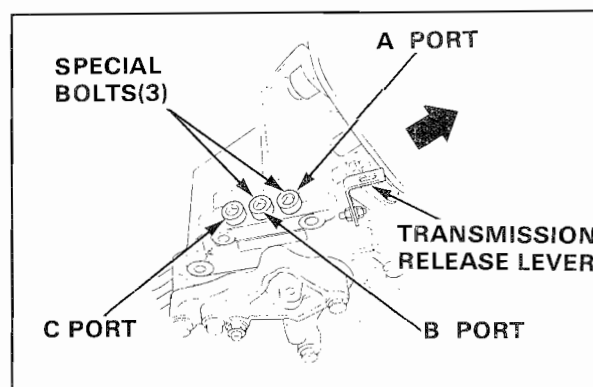 A PORT
SPECIAL
BOLTS(3)
TRANSMISSION
RELEASE LEVER
C PORT
B PORT